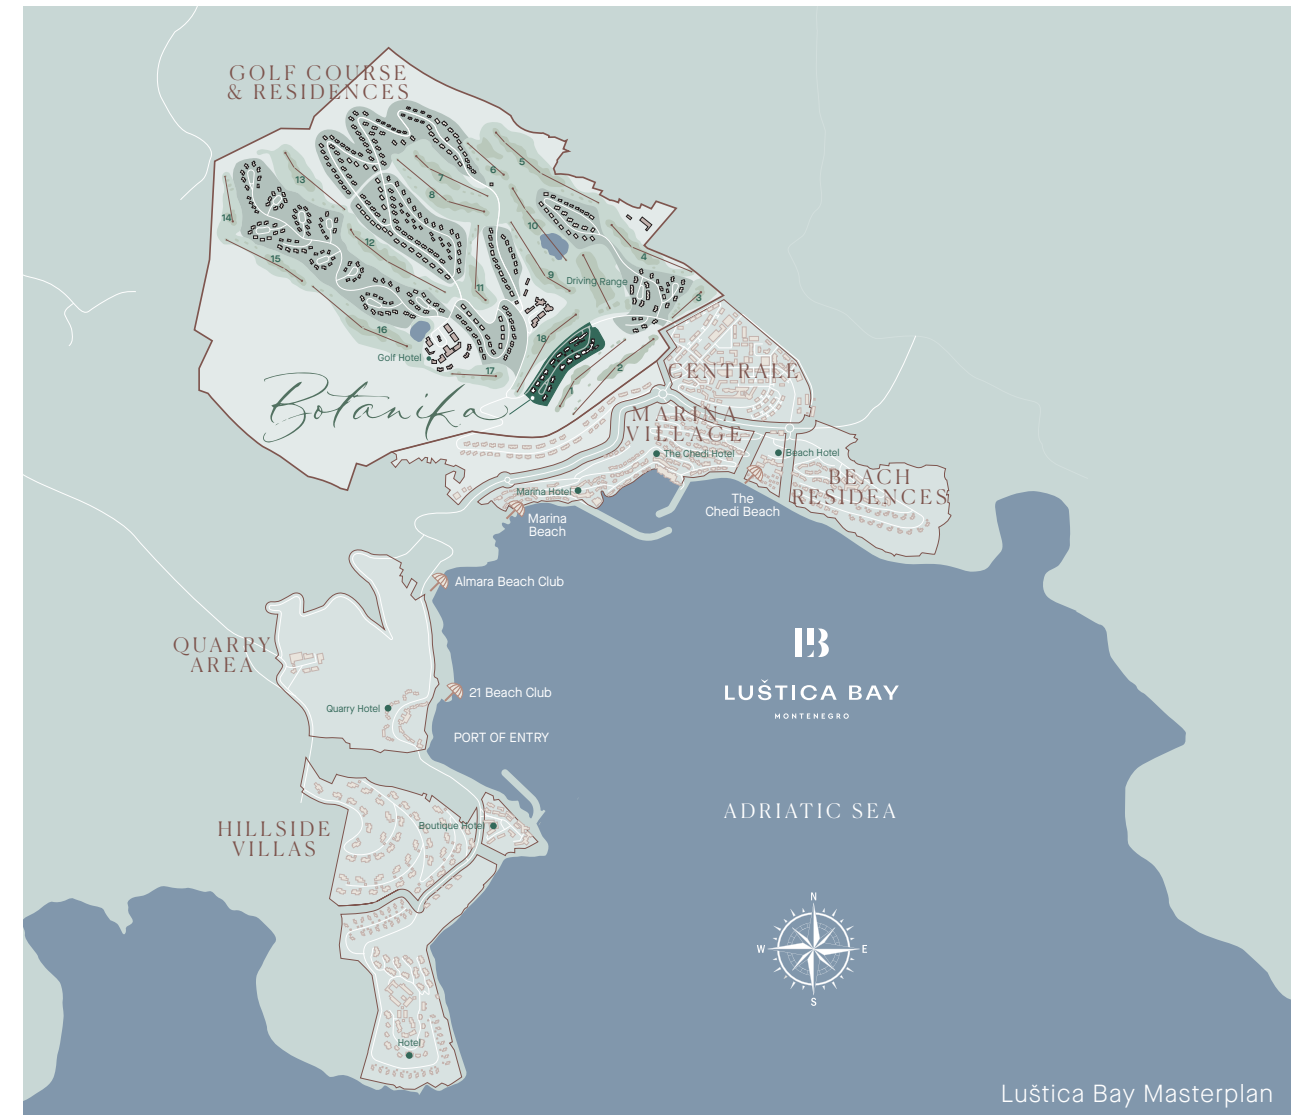 GOLF COURSE
& RESIDENCES
5
6
13
7
8
14
10
12
15
4
9
Driving Range
11
3
16
18
Golf Hotel
2
17
1
CENTRALE
Botanika
MARINA
VILLAGE
The Chedi Hotel
Beach Hotel
BEACH
RESIDENCES
Marina Hotel
The
Chedi Beach
Marina
Beach
Almara Beach Club
QUARRY
AREA
21 Beach Club
Quarry Hotel
PORT OF ENTRY
LB
LUŠTICA BAY
MONTENEGRO
ADRIATIC SEA
HILLSIDE
VILLAS
Boutique Hotel
N
W
E
S
Hotel
Luštica Bay Masterplan